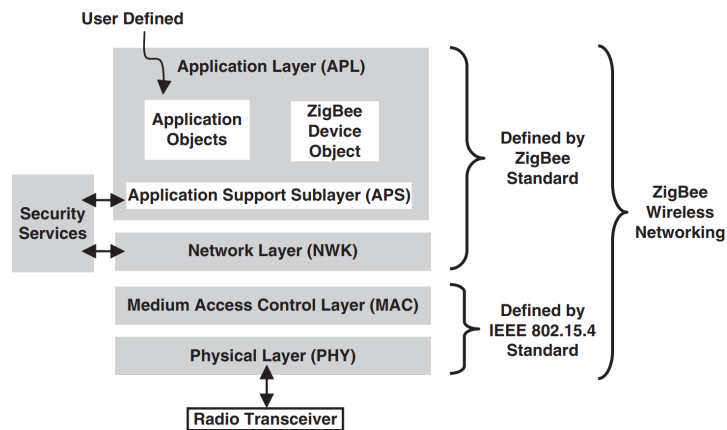 User Defined
Application Layer (APL)
Application
Objects
ZigBee
Device
Object
Application Support Sublayer (APS)
Security
Services
Network Layer (NWK)
Medium Access Control Layer (MAC)
Physical Layer (PHY)
Radio Transceiver
Defined by
ZigBee
Standard
Defined by
IEEE 802.15.4
Standard
ZigBee
Wireless
Networking